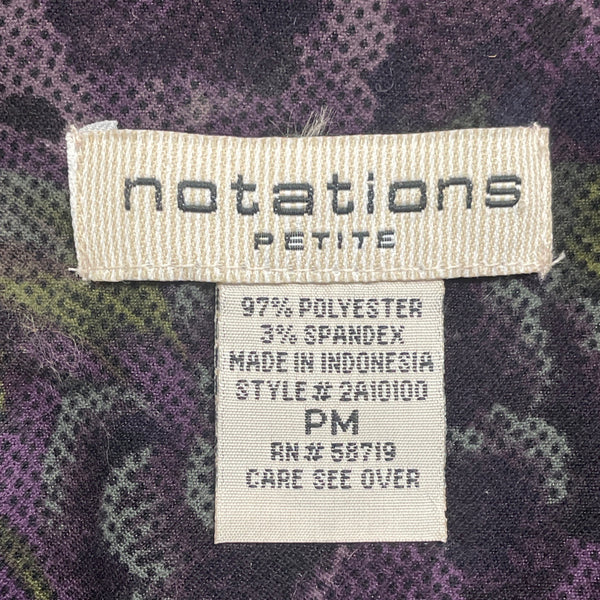 notations
PETITE
97% POLYESTER
3% SPANDEX
MADE IN INDONESIA
STYLE# 2A10100
PM
RN# 58719
CARE SEE OVER